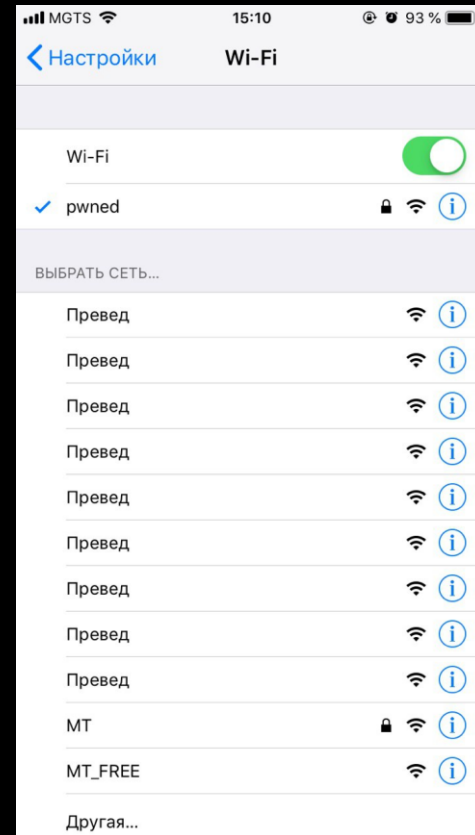 MGTS 15:10 93 %
Настройки Wi-Fi
Wi-Fi
pwned
ВЫБРАТЬ СЕТЬ...
Превед
Превед
Превед
Превед
Превед
Превед
Превед
Превед
Превед
MT
MT_FREE
Другая...